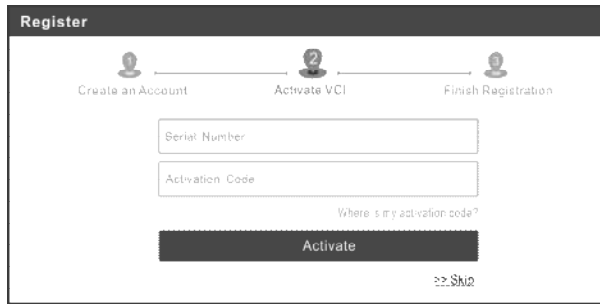 Register
1 2 3
Create an Account Activate VCI Finish Registration
Serial Number
Activation Code
Where is my activation code?
Activate
>> Skip